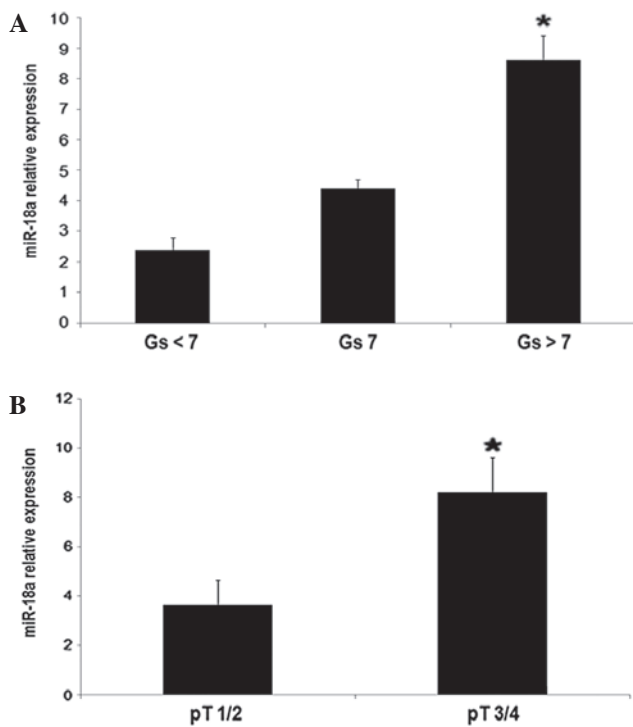 A
miR-18a relative expression
10
9
8
7
6
5
4
3
2
1
0
*
Gs < 7
Gs 7
Gs > 7
B
miR-18a relative expression
12
10
8
6
4
2
0
*
pT 1/2
pT 3/4